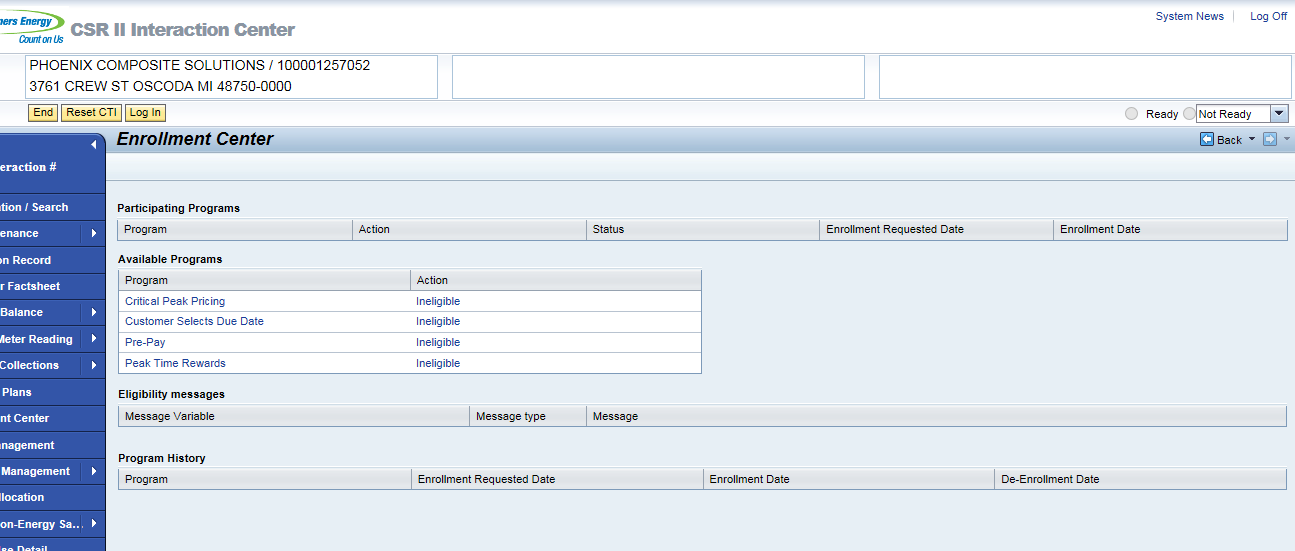 ners Energy
Count on Us
CSR II Interaction Center
System News
Log Off
PHOENIX COMPOSITE SOLUTIONS / 100001257052
3761 CREW ST OSCODA MI 48750-0000
End
Reset CTI
Log In
Ready
Not Ready
Enrollment Center
Back
eraction #
ation / Search
enance
on Record
r Factsheet
Balance
Meter Reading
Collections
Plans
nt Center
anagement
Management
llocation
on-Energy Sa...
se Detail
Participating Programs
Program Action Status Enrollment Requested Date Enrollment Date
Available Programs
Program Action
Critical Peak Pricing Ineligible
Customer Selects Due Date Ineligible
Pre-Pay Ineligible
Peak Time Rewards Ineligible
Eligibility messages
Message Variable Message type Message
Program History
Program Enrollment Requested Date Enrollment Date De-Enrollment Date